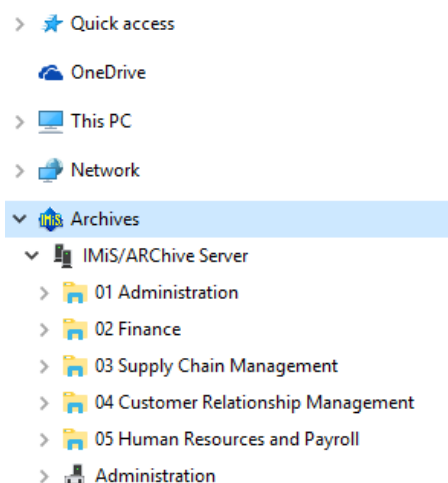 Quick access
OneDrive
This PC
Network
IMiS Archives
IMiS/ARChive Server
01 Administration
02 Finance
03 Supply Chain Management
04 Customer Relationship Management
05 Human Resources and Payroll
Administration